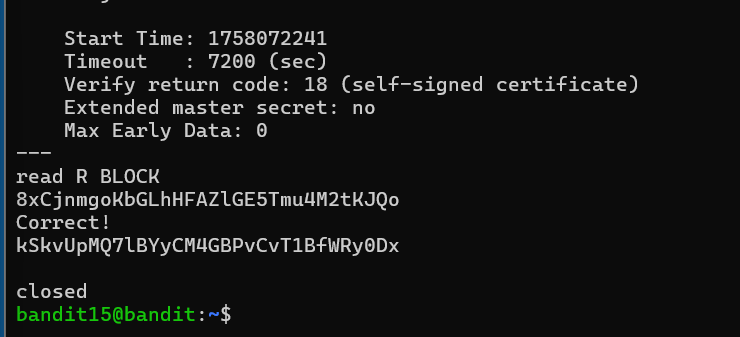 Start Time: 1758072241
Timeout   : 7200 (sec)
Verify return code: 18 (self-signed certificate)
Extended master secret: no
Max Early Data: 0
---
read R BLOCK
8xCjnmgoKbGLhHFAZlGE5Tmu4M2tKJQo
Correct!
kSkvUpMQ7lBYyCM4GBPvCvT1BfWRy0Dx
closed
bandit15@bandit:~$